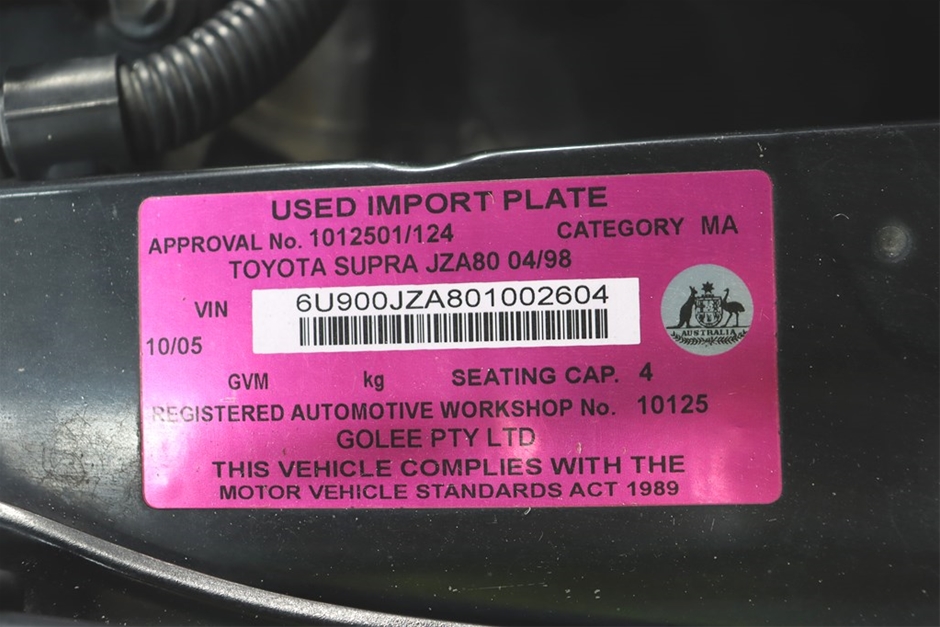 USED IMPORT PLATE
APPROVAL No. 1012501/124 CATEGORY MA
TOYOTA SUPRA JZA80 04/98
VIN 6U900JZA801002604
10/05
AUSTRALIA
GVM kg SEATING CAP. 4
REGISTERED AUTOMOTIVE WORKSHOP No. 10125
GOLEE PTY LTD
THIS VEHICLE COMPLIES WITH THE
MOTOR VEHICLE STANDARDS ACT 1989